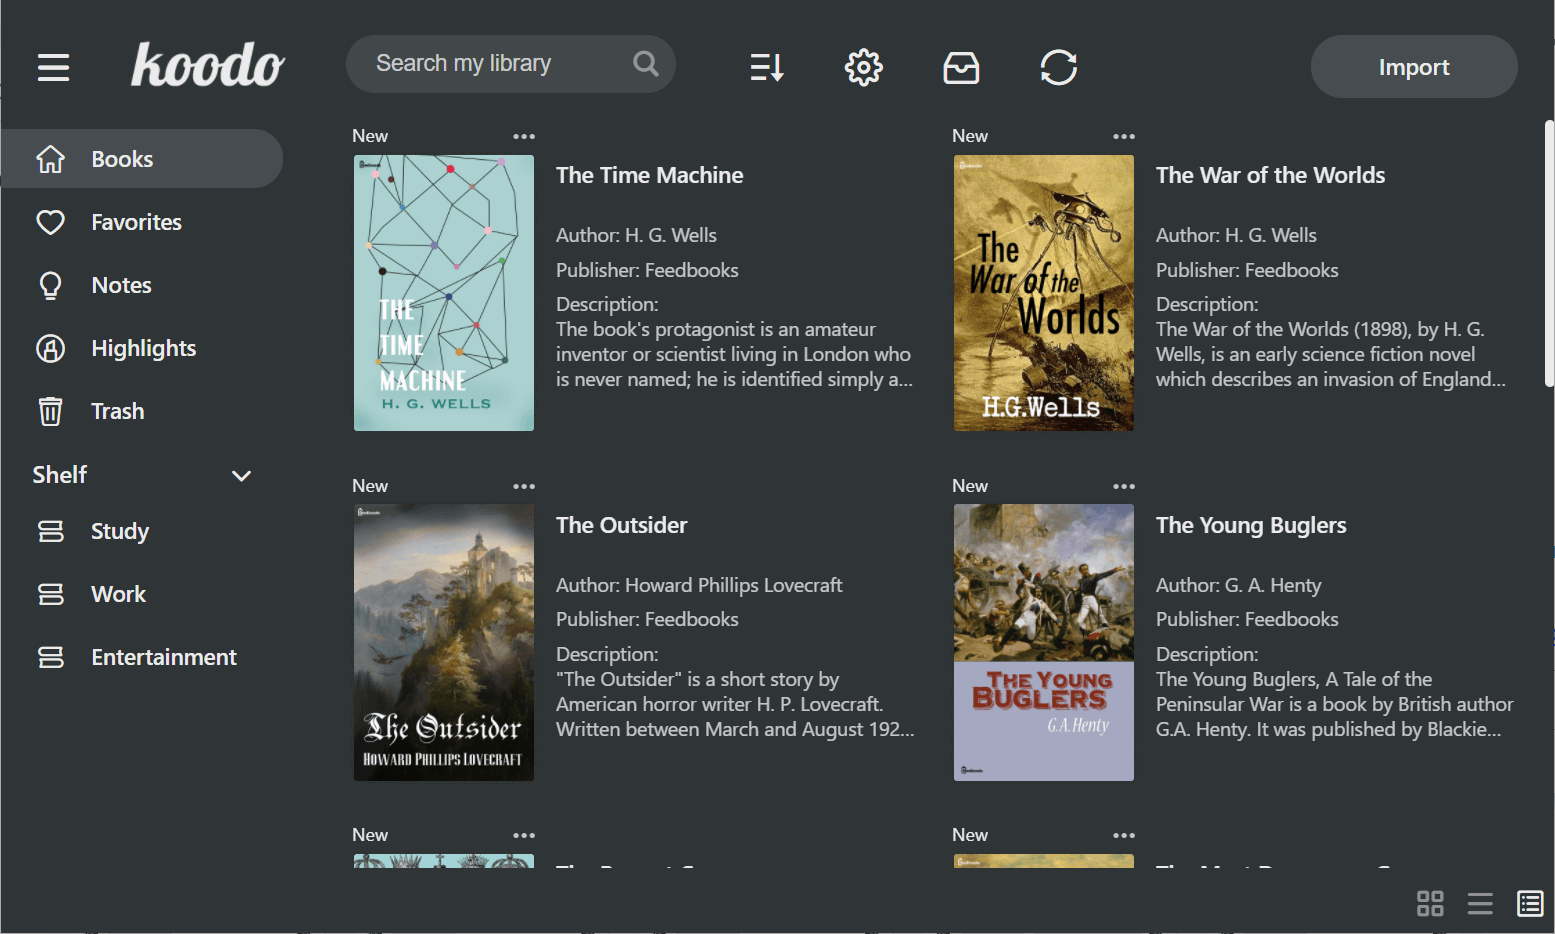 koodo
Search my library
Import
Books
Favorites
Notes
Highlights
Trash
Shelf
Study
Work
Entertainment
New
THE
TIME
MACHINE
H. G. WELLS
The Time Machine
Author: H. G. Wells
Publisher: Feedbooks
Description:
The book's protagonist is an amateur
inventor or scientist living in London who
is never named; he is identified simply a...
New
The
War of the
Worlds
H.G.Wells
The War of the Worlds
Author: H. G. Wells
Publisher: Feedbooks
Description:
The War of the Worlds (1898), by H. G.
Wells, is an early science fiction novel
which describes an invasion of England...
New
The Outsider
HOWARD PHILLIPS LOVECRAFT
The Outsider
Author: Howard Phillips Lovecraft
Publisher: Feedbooks
Description:
"The Outsider" is a short story by
American horror writer H. P. Lovecraft.
Written between March and August 192...
New
THE YOUNG
BUGLERS
G.A. Henty
The Young Buglers
Author: G. A. Henty
Publisher: Feedbooks
Description:
The Young Buglers, A Tale of the
Peninsular War is a book by British author
G.A. Henty. It was published by Blackie...
New
New